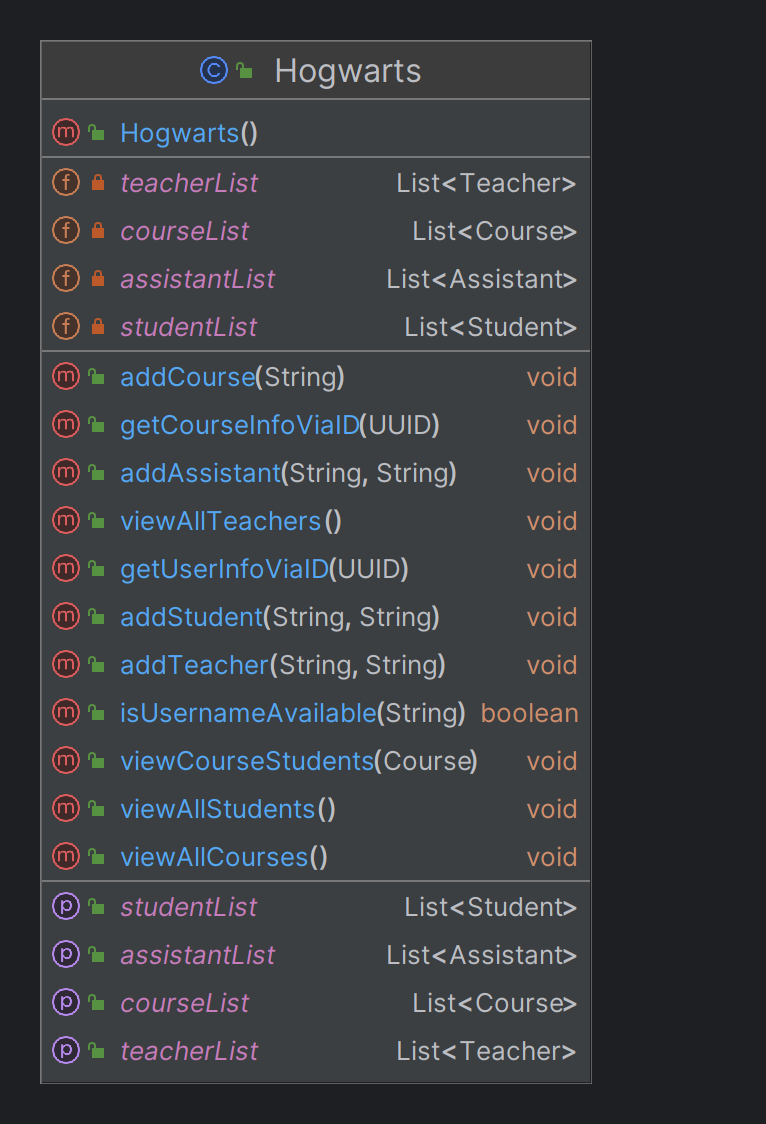 C Hogwarts
m Hogwarts()
f teacherList List<Teacher>
f courseList List<Course>
f assistantList List<Assistant>
f studentList List<Student>
m addCourse(String) void
m getCourseInfoViaID(UUID) void
m addAssistant(String, String) void
m viewAllTeachers() void
m getUserInfoViaID(UUID) void
m addStudent(String, String) void
m addTeacher(String, String) void
m isUsernameAvailable(String) boolean
m viewCourseStudents(Course) void
m viewAllStudents() void
m viewAllCourses() void
p studentList List<Student>
p assistantList List<Assistant>
p courseList List<Course>
p teacherList List<Teacher>